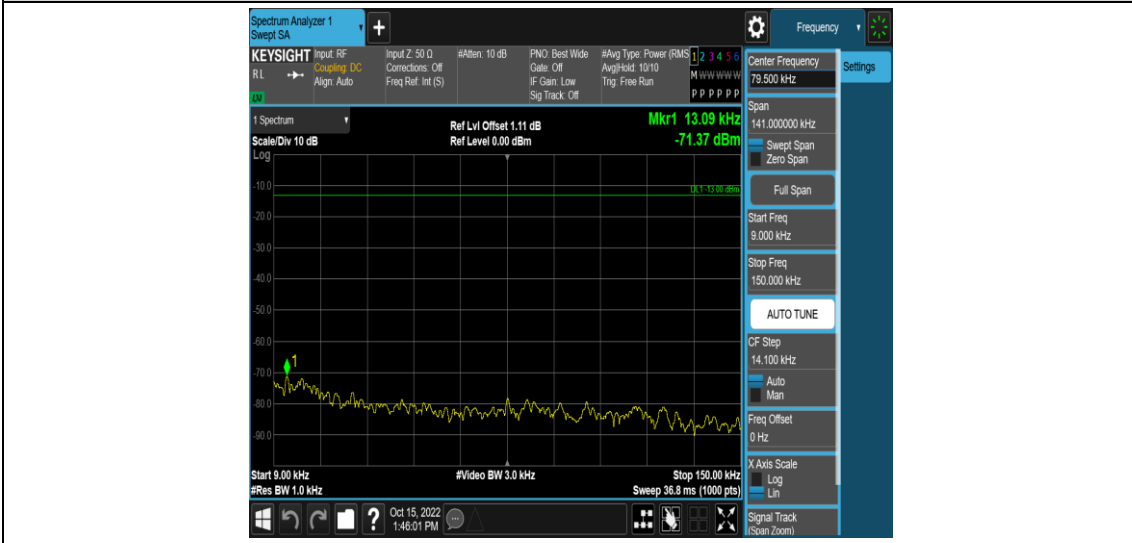 Spectrum Analyzer 1
Swept SA
+
Frequency
KEYSIGHT
RL
LXI
Input: RF
Coupling: DC
Align: Auto
Input Z: 50 Ω
Corrections: Off
Freq Ref: Int (S)
#Atten: 10 dB
PNO: Best Wide
Gate: Off
IF Gain: Low
Sig Track: Off
#Avg Type: Power (RMS
Avg|Hold: 10/10
Trig: Free Run
1 2 3 4 5 6
M W W W W W
P P P P P P
1 Spectrum
Scale/Div 10 dB
Log
Ref Lvl Offset 1.11 dB
Ref Level 0.00 dBm
Mkr1 13.09 kHz
-71.37 dBm
DL1 -13.00 dBm
-10.0
-20.0
-30.0
-40.0
-50.0
-60.0
-70.0
-80.0
-90.0
1
Start 9.00 kHz
#Res BW 1.0 kHz
#Video BW 3.0 kHz
Stop 150.00 kHz
Sweep 36.8 ms (1000 pts)
Center Frequency
79.500 kHz
Settings
Span
141.000000 kHz
Swept Span
Zero Span
Full Span
Start Freq
9.000 kHz
Stop Freq
150.000 kHz
AUTO TUNE
CF Step
14.100 kHz
Auto
Man
Freq Offset
0 Hz
X Axis Scale
Log
Lin
Signal Track
(Span Zoom)
?
Oct 15, 2022
1:46:01 PM